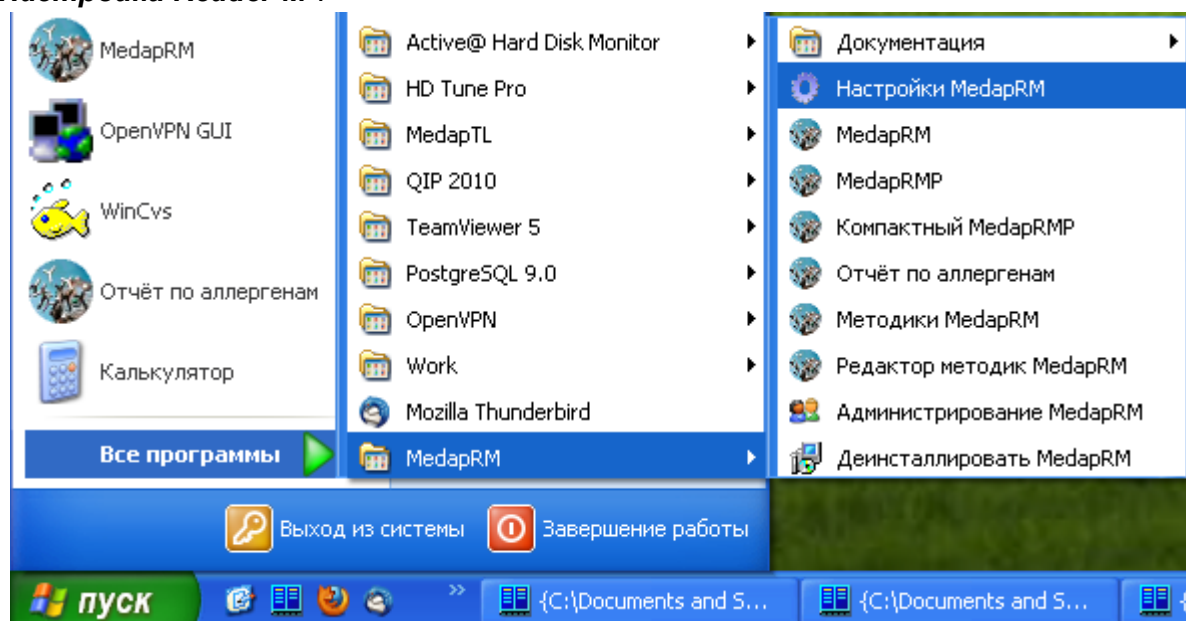 MedapRM
OpenVPN GUI
WinCvs
Отчёт по аллергенам
Калькулятор
Все программы
Active@ Hard Disk Monitor
HD Tune Pro
MedapTL
QIP 2010
TeamViewer 5
PostgreSQL 9.0
OpenVPN
Work
Mozilla Thunderbird
MedapRM
Документация
Настройки MedapRM
MedapRM
MedapRMP
Компактный MedapRMP
Отчёт по аллергенам
Методики MedapRM
Редактор методик MedapRM
Администрирование MedapRM
Деинсталлировать MedapRM
Выход из системы
Завершение работы
пуск
{C:\Documents and S...
{C:\Documents and S...